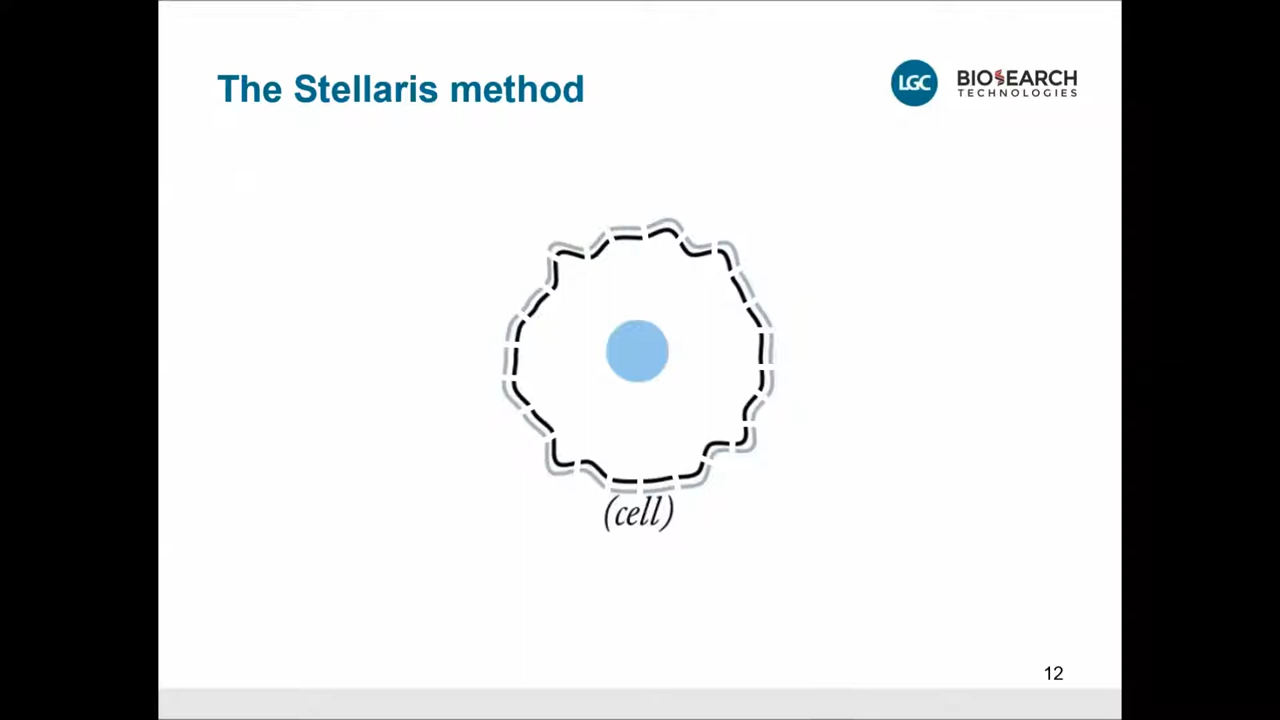 The Stellaris method
LGC
BIOSEARCH
TECHNOLOGIES
(cell)
12